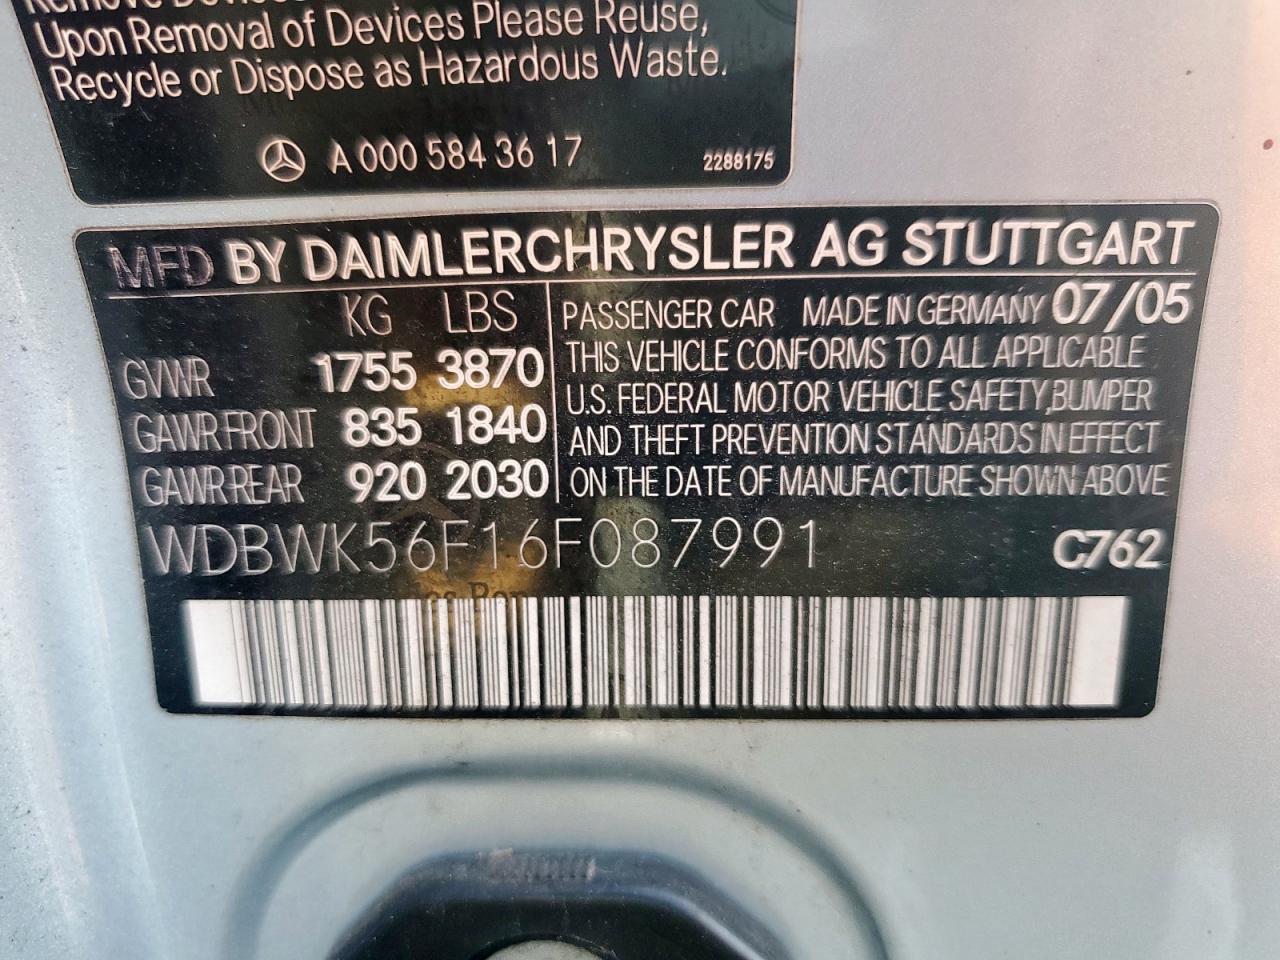 Upon Removal of Devices Please Reuse,
Recycle or Dispose as Hazardous Waste.
A 000 584 36 17
2288175
MFD BY DAIMLERCHRYSLER AG STUTTGART
KG LBS
GVWR 1755 3870
GAWR FRONT 835 1840
GAWR REAR 920 2030
PASSENGER CAR MADE IN GERMANY 07/05
THIS VEHICLE CONFORMS TO ALL APPLICABLE
U.S. FEDERAL MOTOR VEHICLE SAFETY, BUMPER
AND THEFT PREVENTION STANDARDS IN EFFECT
ON THE DATE OF MANUFACTURE SHOWN ABOVE
WDBWK56F16F087991
C762